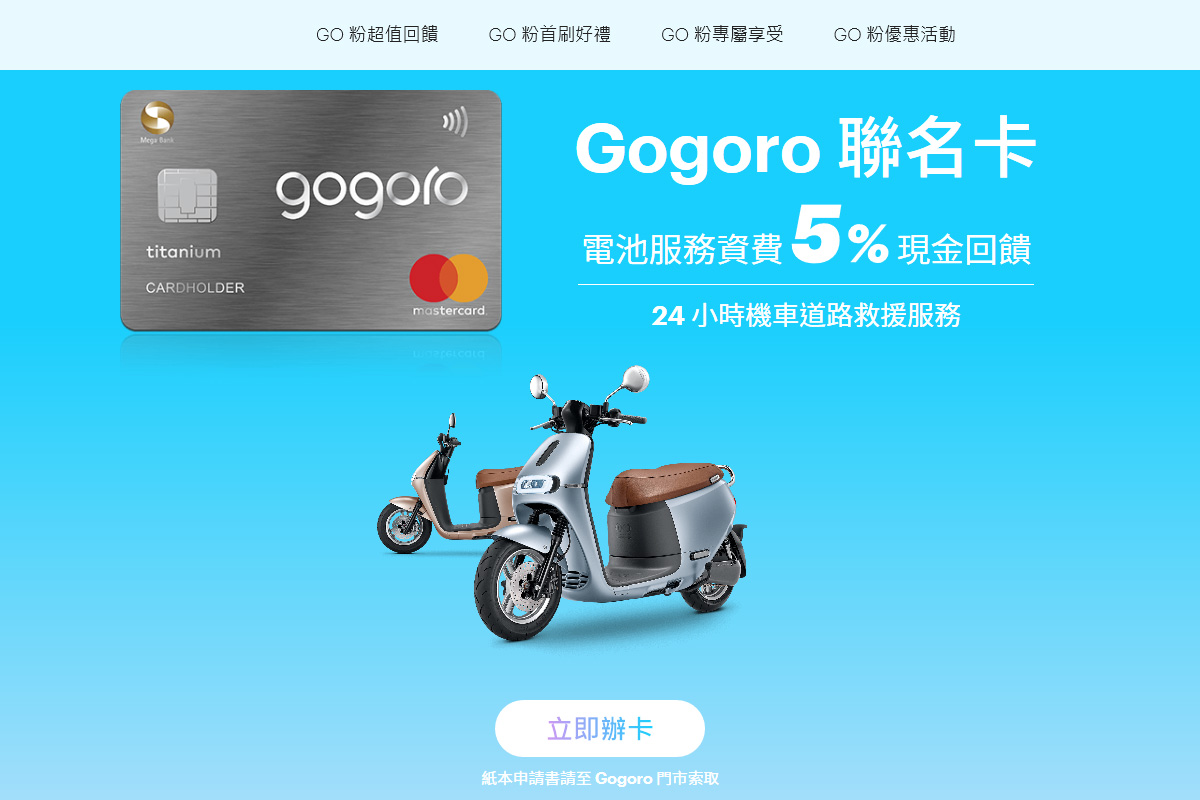 GO 粉超值回饋
GO 粉首刷好禮
GO 粉專屬享受
GO 粉優惠活動
Mega Bank
gogoro
titanium
CARDHOLDER
mastercard.
Gogoro 聯名卡
電池服務資費 5% 現金回饋
24 小時機車道路救援服務
立即辦卡
紙本申請書請至 Gogoro 門市索取